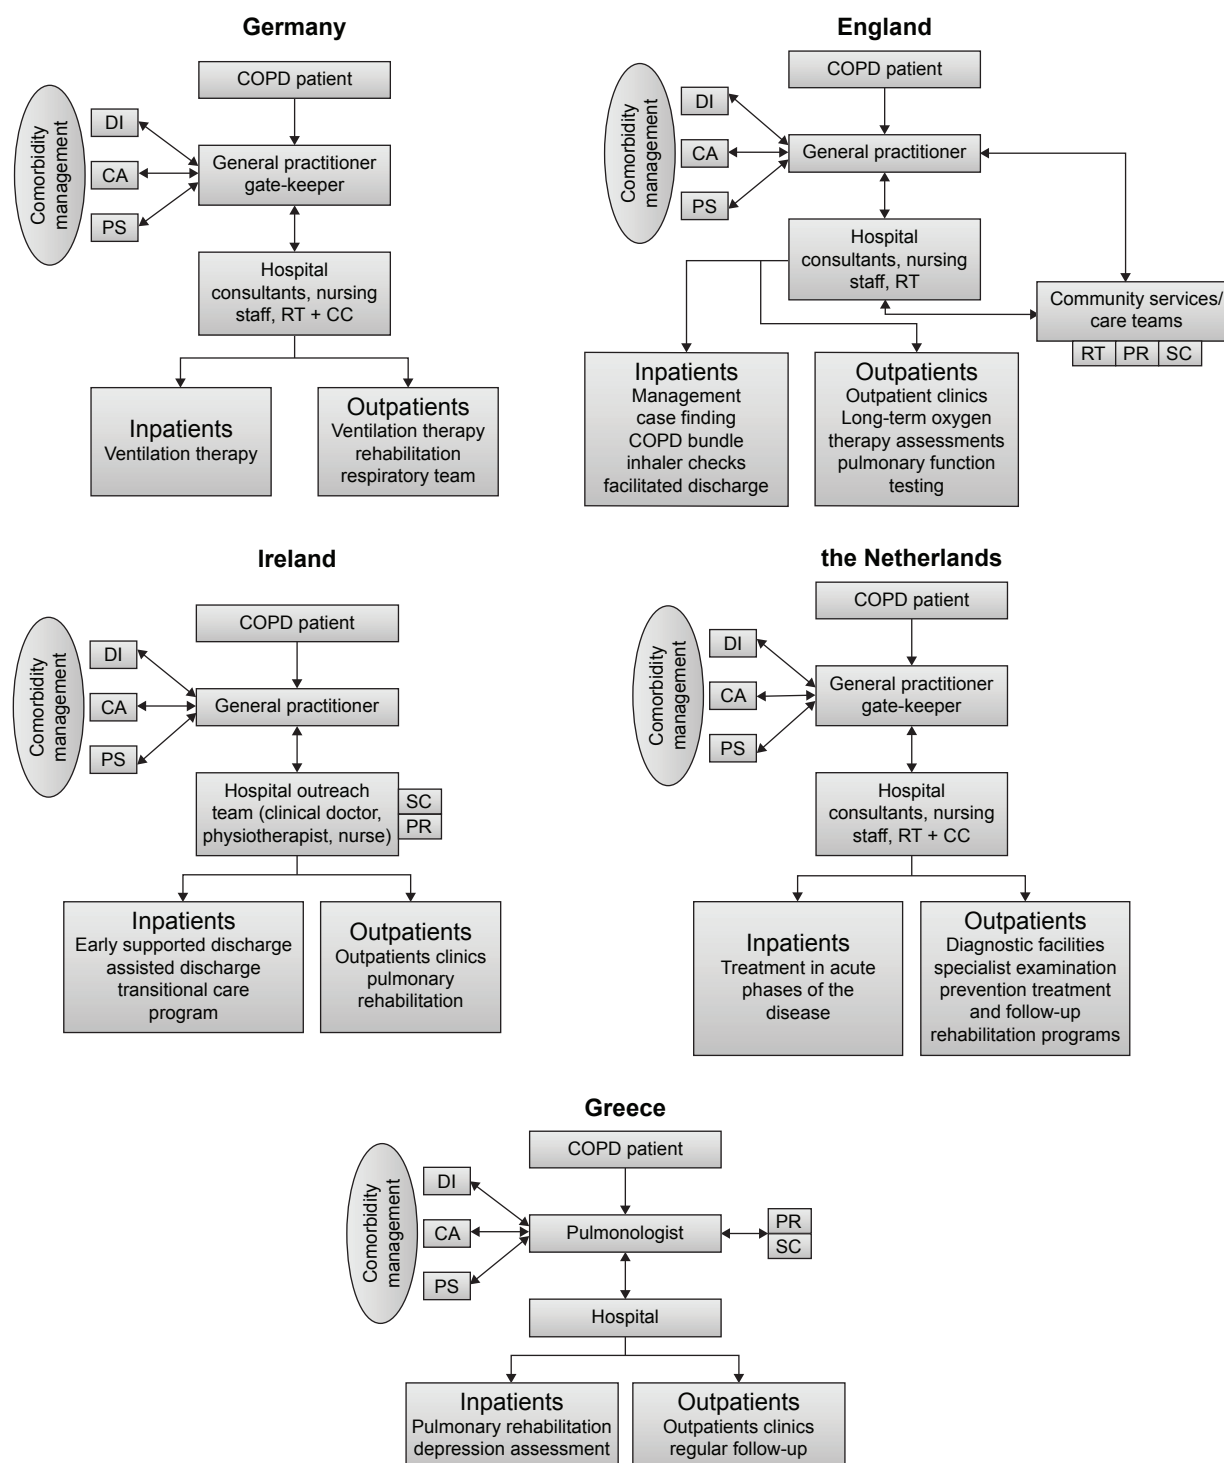 Germany
COPD patient
Comorbidity
management
DI
CA
PS
General practitioner
gate-keeper
Hospital
consultants, nursing
staff, RT + CC
Inpatients
Ventilation therapy
Outpatients
Ventilation therapy
rehabilitation
respiratory team
England
COPD patient
Comorbidity
management
DI
CA
PS
General practitioner
Hospital
consultants, nursing
staff, RT
Community services/
care teams
RT PR SC
Inpatients
Management
case finding
COPD bundle
inhaler checks
facilitated discharge
Outpatients
Outpatient clinics
Long-term oxygen
therapy assessments
pulmonary function
testing
Ireland
COPD patient
Comorbidity
management
DI
CA
PS
General practitioner
Hospital outreach
team (clinical doctor,
physiotherapist, nurse)
SC
PR
Inpatients
Early supported discharge
assisted discharge
transitional care
program
Outpatients
Outpatients clinics
pulmonary
rehabilitation
the Netherlands
COPD patient
Comorbidity
management
DI
CA
PS
General practitioner
gate-keeper
Hospital
consultants, nursing
staff, RT + CC
Inpatients
Treatment in acute
phases of the
disease
Outpatients
Diagnostic facilities
specialist examination
prevention treatment
and follow-up
rehabilitation programs
Greece
COPD patient
Comorbidity
management
DI
CA
PS
Pulmonologist
PR
SC
Hospital
Inpatients
Pulmonary rehabilitation
depression assessment
Outpatients
Outpatients clinics
regular follow-up